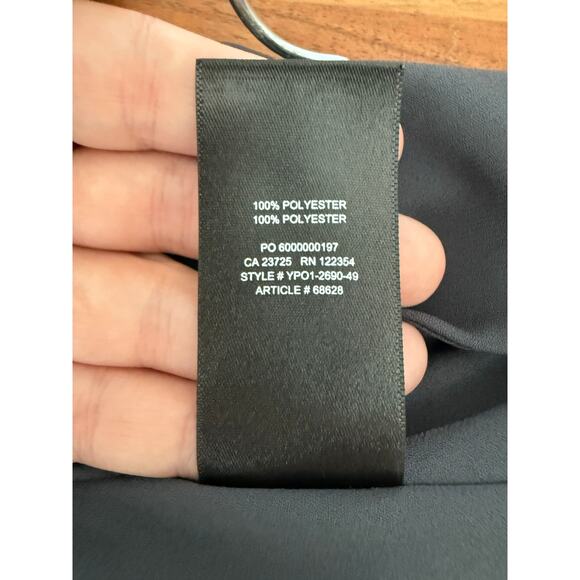 100% POLYESTER
100% POLYESTER
PO 6000000197
CA 23725 RN 122354
STYLE # YPO1-2690-49
ARTICLE # 68628